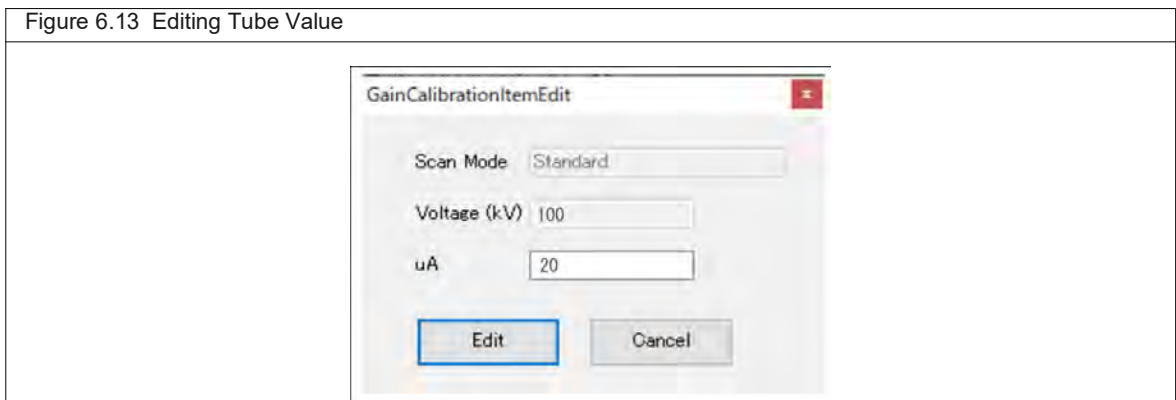 Figure 6.13 Editing Tube Value
GainCalibrationItemEdit
Scan Mode Standard
Voltage (kV) 100
uA 20
Edit Cancel